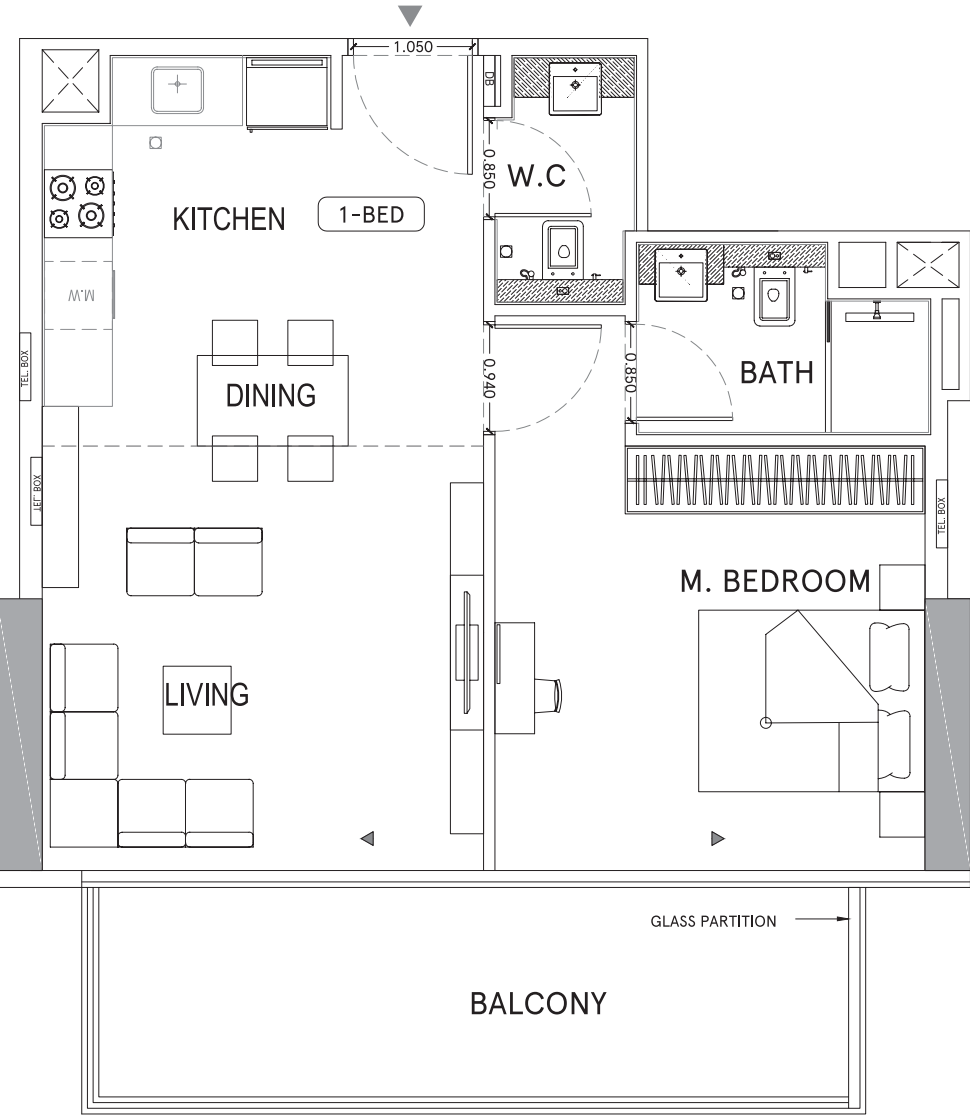 1.050
DB
0.850
W.C
KITCHEN
1-BED
M.W
TEL. BOX
DINING
0.940
0.850
BATH
TEL. BOX
TEL. BOX
M. BEDROOM
LIVING
GLASS PARTITION
BALCONY